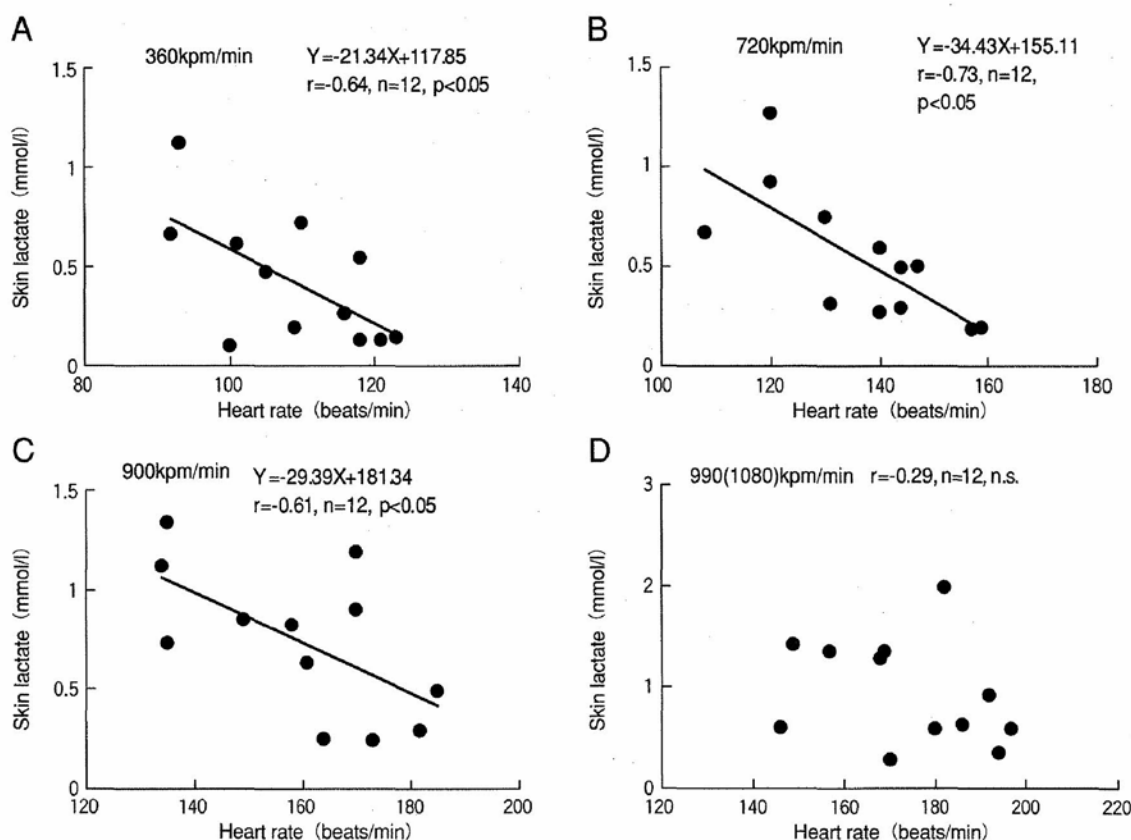 A
360kpm/min
Y=-21.34X+117.85
r=-0.64, n=12, p<0.05
Skin lactate (mmol/l)
1.5
1
0.5
0
80
100
120
140
Heart rate (beats/min)
B
720kpm/min
Y=-34.43X+155.11
r=-0.73, n=12,
p<0.05
Skin lactate (mmol/l)
1.5
1
0.5
0
100
120
140
160
180
Heart rate (beats/min)
C
900kpm/min
Y=-29.39X+181.34
r=-0.61, n=12, p<0.05
Skin lactate (mmol/l)
1.5
1
0.5
0
120
140
160
180
200
Heart rate (beats/min)
D
990(1080)kpm/min r=-0.29, n=12, n.s.
Skin lactate (mmol/l)
3
2
1
0
120
140
160
180
200
220
Heart rate (beats/min)